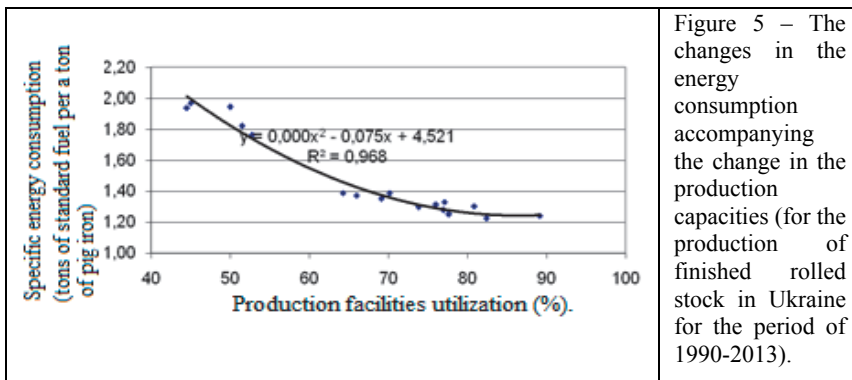 Specific energy consumption
(tons of standard fuel per a ton
of pig iron)
2,20
2,00
1,80
1,60
1,40
1,20
1,00
y = 0,000x² - 0,075x + 4,521
R² = 0,968
40 50 60 70 80 90 100
Production facilities utilization (%).
Figure 5 – The
changes in the
energy
consumption
accompanying
the change in the
production
capacities (for the
production of
finished rolled
stock in Ukraine
for the period of
1990-2013).